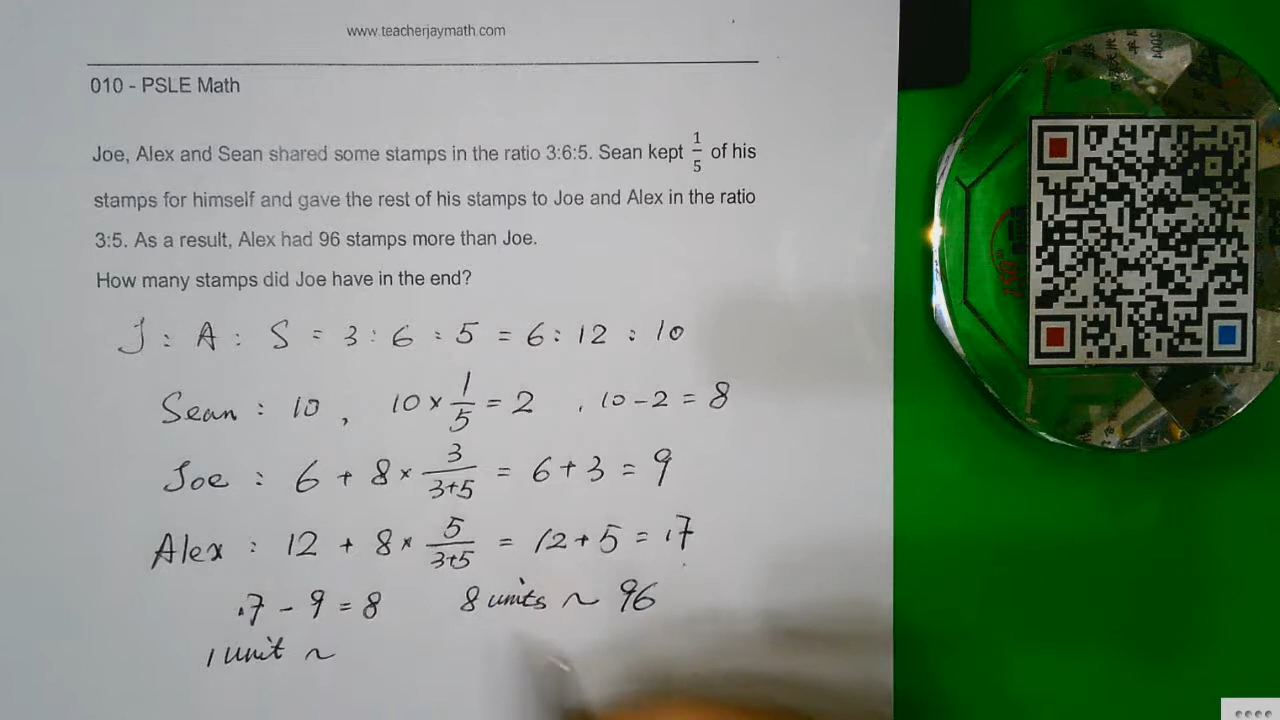 www.teacherjaymath.com
010 - PSLE Math
Joe, Alex and Sean shared some stamps in the ratio 3:6:5. Sean kept 1/5 of his
stamps for himself and gave the rest of his stamps to Joe and Alex in the ratio
3:5. As a result, Alex had 96 stamps more than Joe.
How many stamps did Joe have in the end?
J : A : S = 3 : 6 : 5 = 6 : 12 : 10
Sean : 10 , 10 × 1/5 = 2 , 10 - 2 = 8
Joe : 6 + 8 × 3/(3+5) = 6 + 3 = 9
Alex : 12 + 8 × 5/(3+5) = 12 + 5 = 17
17 - 9 = 8 8 units ~ 96
1 unit ~